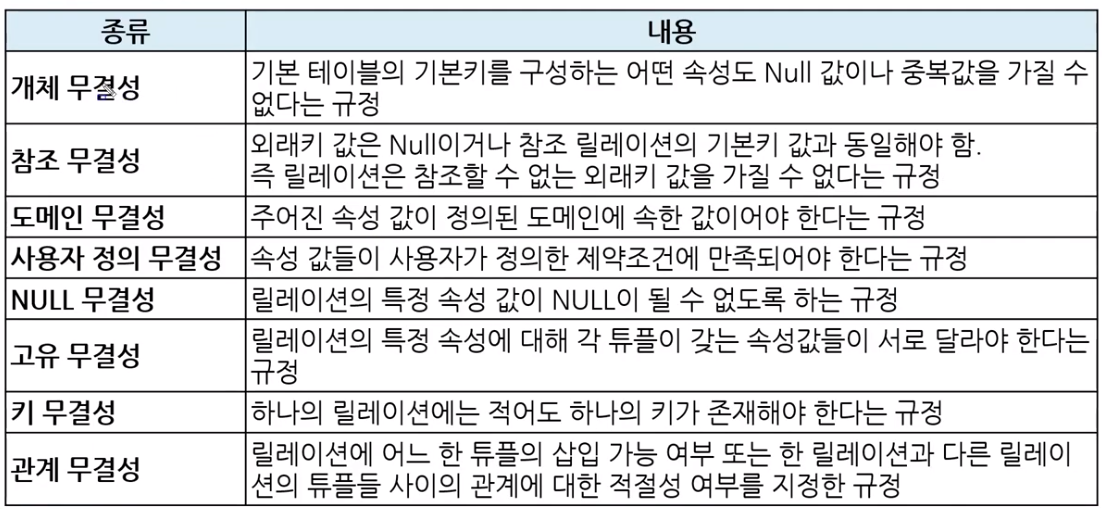 종류
내용
개체 무결성
기본 테이블의 기본키를 구성하는 어떤 속성도 Null 값이나 중복값을 가질 수
없다는 규정
참조 무결성
외래키 값은 Null이거나 참조 릴레이션의 기본키 값과 동일해야 함.
즉 릴레이션은 참조할 수 없는 외래키 값을 가질 수 없다는 규정
도메인 무결성
주어진 속성 값이 정의된 도메인에 속한 값이어야 한다는 규정
사용자 정의 무결성
속성 값들이 사용자가 정의한 제약조건에 만족되어야 한다는 규정
NULL 무결성
릴레이션의 특정 속성 값이 NULL이 될 수 없도록 하는 규정
고유 무결성
릴레이션의 특정 속성에 대해 각 튜플이 갖는 속성값들이 서로 달라야 한다는
규정
키 무결성
하나의 릴레이션에는 적어도 하나의 키가 존재해야 한다는 규정
관계 무결성
릴레이션에 어느 한 튜플의 삽입 가능 여부 또는 한 릴레이션과 다른 릴레이
션의 튜플들 사이의 관계에 대한 적절성 여부를 지정한 규정